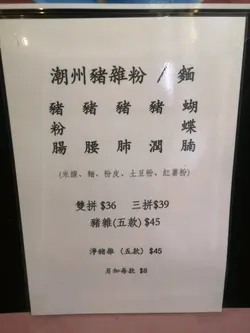 潮州豬雜粉／麵
豬 豬 豬 豬 蝴
粉 蝶
腸 腰 肺 潤 腩
(米線、麵、粉皮、土豆粉、紅薯粉)
雙拼 $36 三拼$39
豬雜(五款) $45
淨豬雜 (五款) $45
另加每款 $8